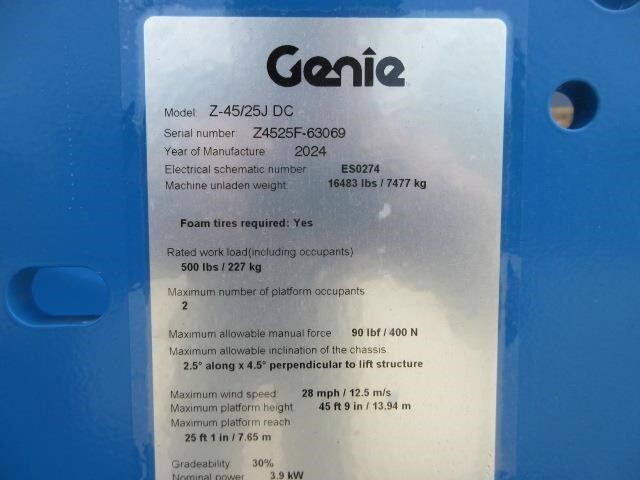 Genie
Model: Z-45/25J DC
Serial number: Z4525F-63069
Year of Manufacture: 2024
Electrical schematic number ES0274
Machine unladen weight: 16483 lbs / 7477 kg
Foam tires required: Yes
Rated work load(including occupants)
500 lbs / 227 kg
Maximum number of platform occupants
2
Maximum allowable manual force 90 lbf / 400 N
Maximum allowable inclination of the chassis
2.5° along x 4.5° perpendicular to lift structure
Maximum wind speed: 28 mph / 12.5 m/s
Maximum platform height 45 ft 9 in / 13.94 m
Maximum platform reach
25 ft 1 in / 7.65 m
Gradeability 30%
Nominal power 3.9 kW